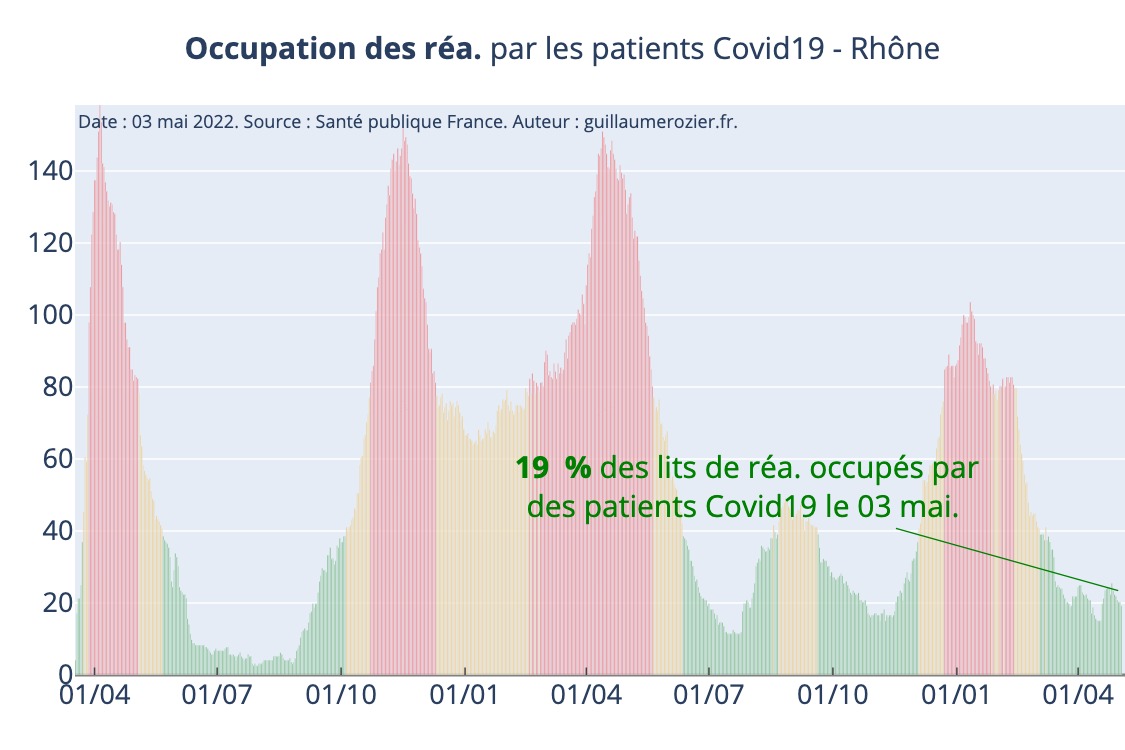 Occupation des réa. par les patients Covid19 - Rhône
Date : 03 mai 2022. Source : Santé publique France. Auteur : guillaumerozier.fr.
140
120
100
80
60
40
20
0
19 % des lits de réa. occupés par
des patients Covid19 le 03 mai.
01/04 01/07 01/10 01/01 01/04 01/07 01/10 01/01 01/04